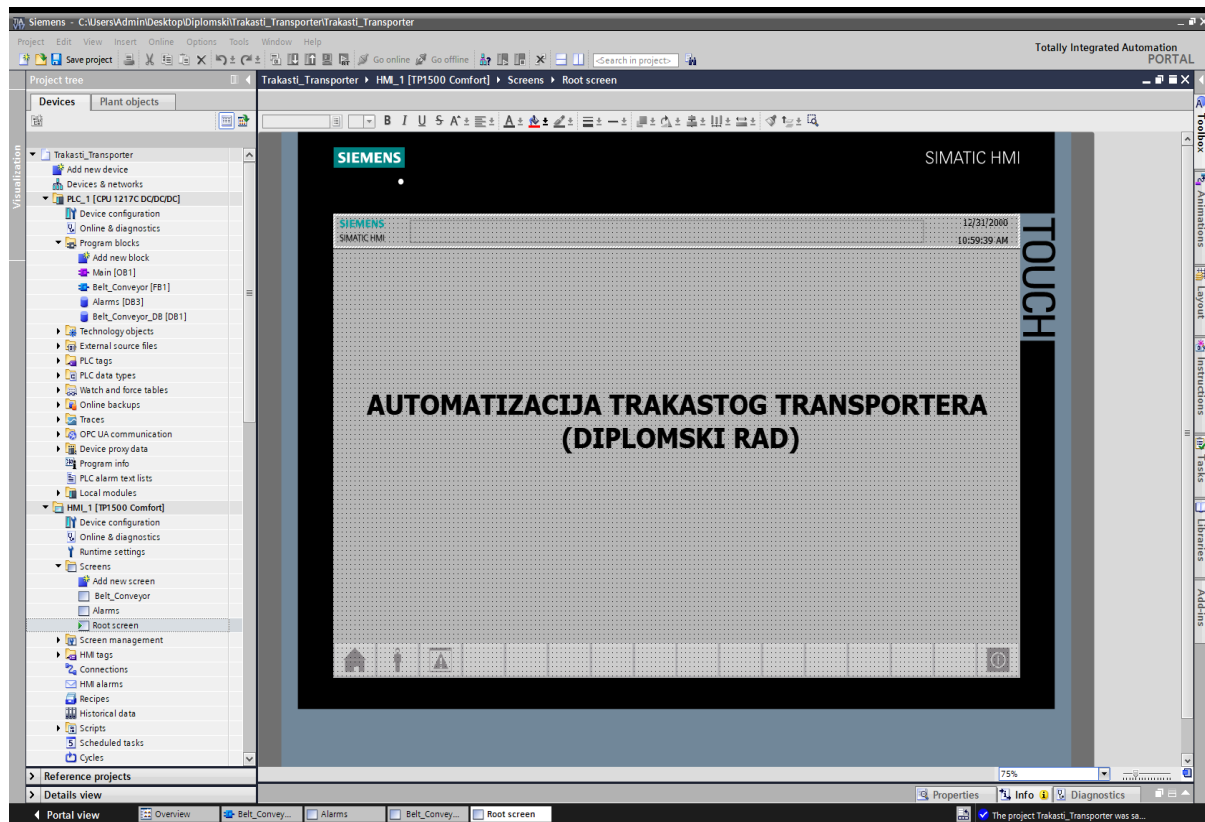 Siemens - C:\Users\Admin\Desktop\Diplomski\Trakasti_Transporter\Trakasti_Transporter
Project Edit View Insert Online Options Tools Window Help
Totally Integrated Automation
PORTAL
Save project
Go online
Go offline
<Search in project>
Project tree
Trakasti_Transporter
HMI_1 [TP1500 Comfort]
Screens
Root screen
Devices
Plant objects
B I U S A
Visualization
Trakasti_Transporter
Add new device
Devices & networks
PLC_1 [CPU 1217C DC/DC/DC]
Device configuration
Online & diagnostics
Program blocks
Add new block
Main [OB1]
Belt_Conveyor [FB1]
Alarms [DB3]
Belt_Conveyor_DB [DB1]
Technology objects
External source files
PLC tags
PLC data types
Watch and force tables
Online backups
Traces
OPC UA communication
Device proxy data
Program info
PLC alarm text lists
Local modules
HMI_1 [TP1500 Comfort]
Device configuration
Online & diagnostics
Runtime settings
Screens
Add new screen
Belt_Conveyor
Alarms
Root screen
Screen management
HMI tags
Connections
HMI alarms
Recipes
Historical data
Scripts
Scheduled tasks
Cycles
Reference projects
Details view
SIEMENS
SIMATIC HMI
SIEMENS
SIMATIC HMI
12/31/2000
10:59:39 AM
TOUCH
AUTOMATIZACIJA TRAKASTOG TRANSPORTERA
(DIPLOMSKI RAD)
Toolbox
Animations
Layout
Instructions
Tasks
Libraries
Add-ins
75%
Properties
Info
Diagnostics
Portal view
Overview
Belt_Convey...
Alarms
Belt_Convey...
Root screen
The project Trakasti_Transporter was sa...